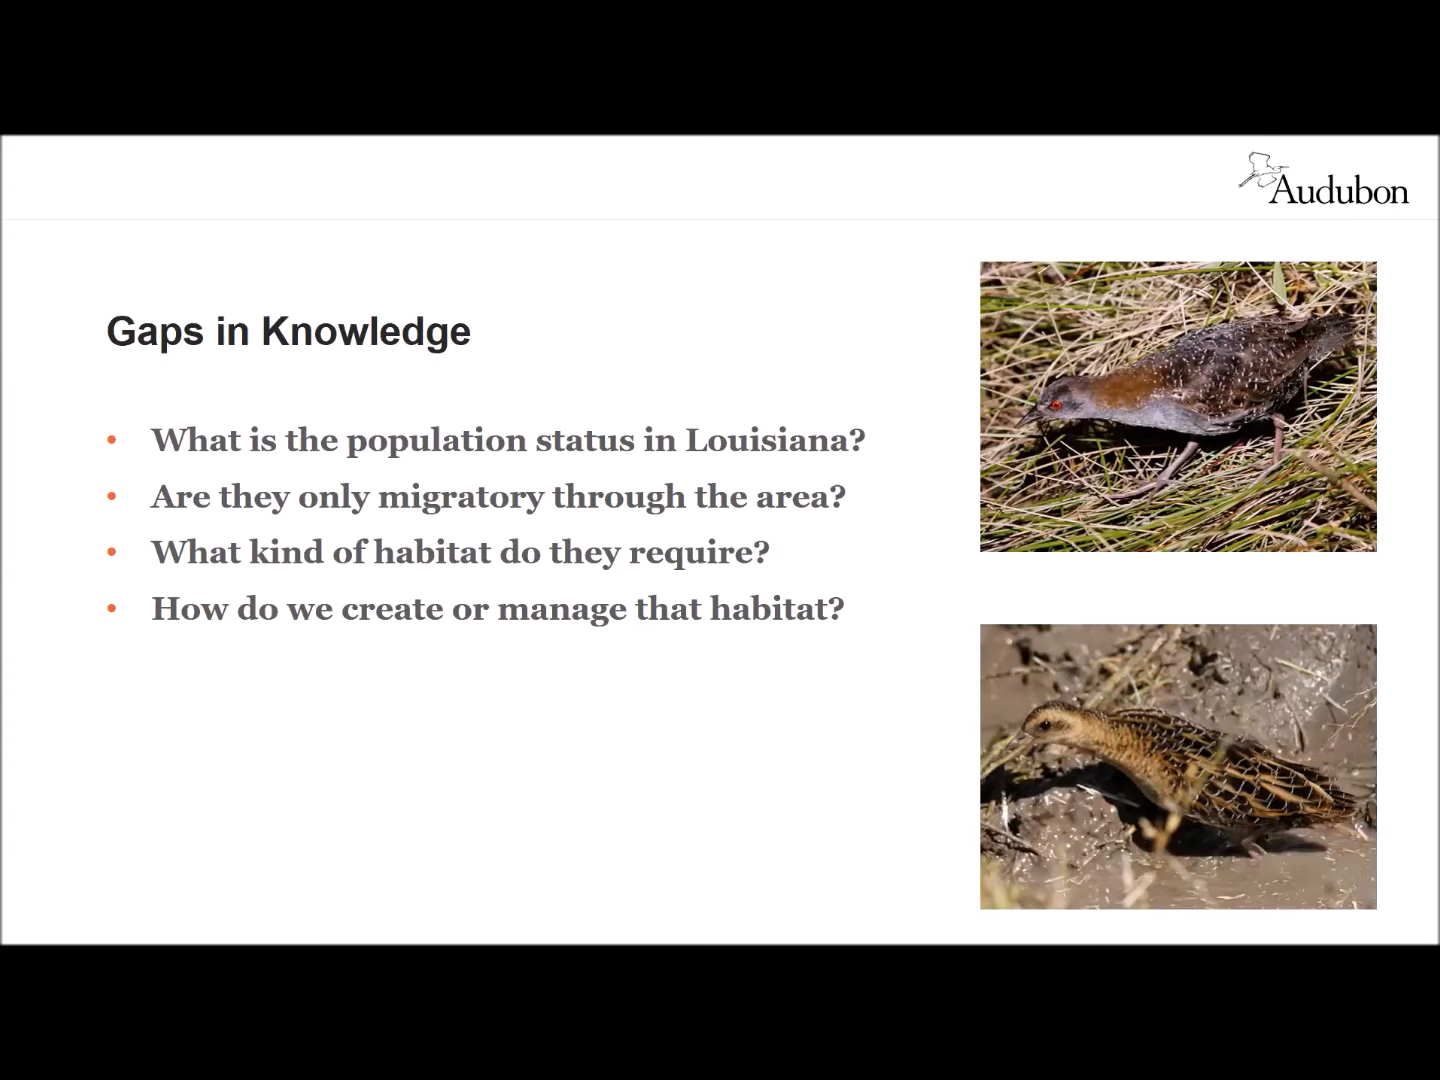 Audubon
Gaps in Knowledge
• What is the population status in Louisiana?
• Are they only migratory through the area?
• What kind of habitat do they require?
• How do we create or manage that habitat?